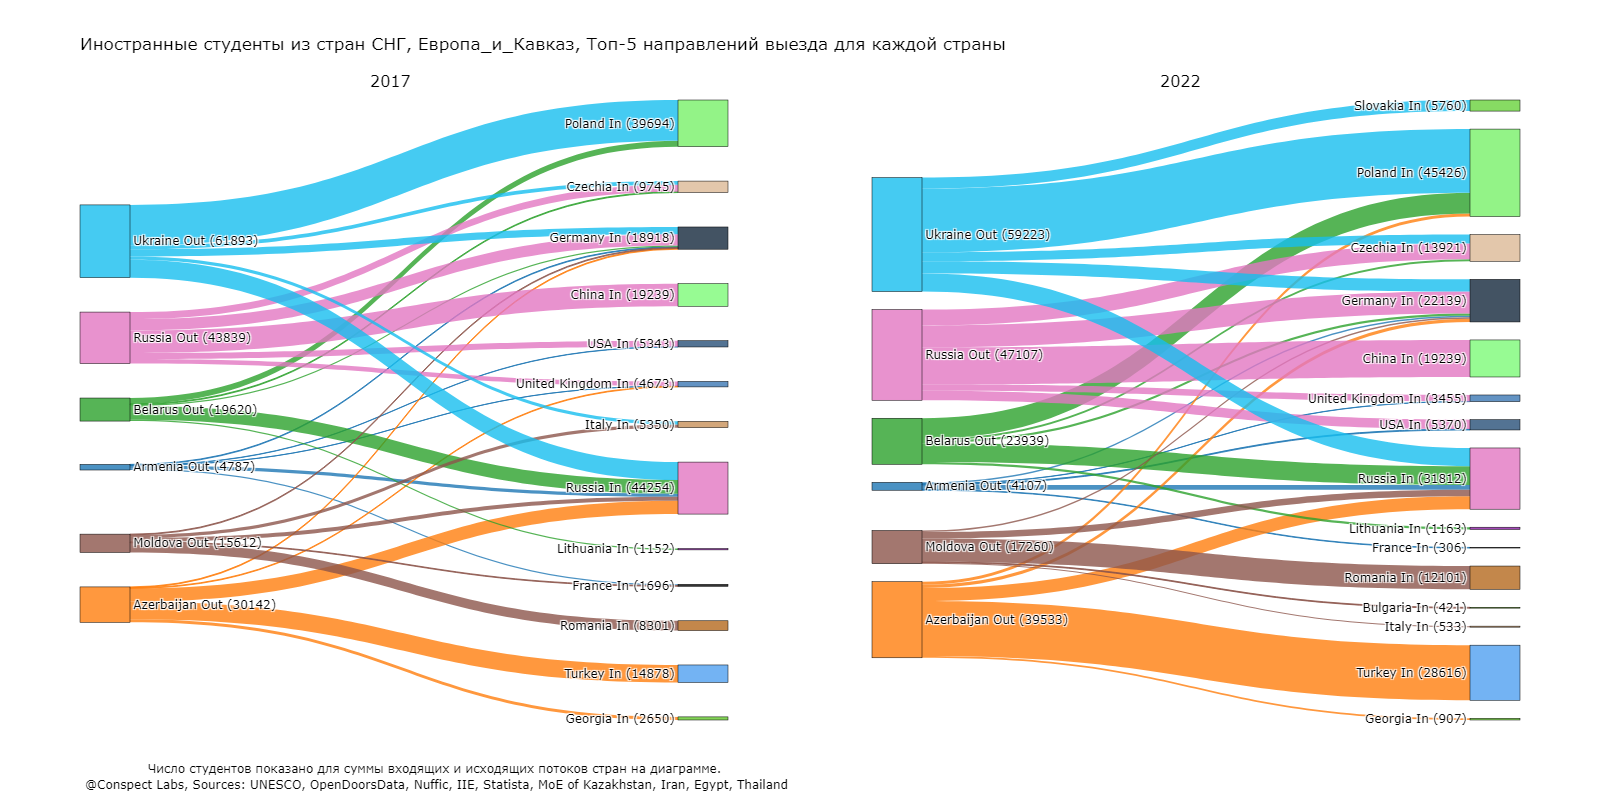 Иностранные студенты из стран СНГ, Европа_и_Кавказ, Топ-5 направлений выезда для каждой страны
2017
Poland In (39694)
Czechia In (9745)
Ukraine Out (61893)
Germany In (18918)
China In (19239)
Russia Out (43839)
USA In (5343)
United Kingdom In (4673)
Belarus Out (19620)
Italy In (5350)
Armenia Out (4787)
Russia In (44254)
Moldova Out (15612)
Lithuania In (1152)
France In (1696)
Azerbaijan Out (30142)
Romania In (8301)
Turkey In (14878)
Georgia In (2650)
2022
Slovakia In (5760)
Poland In (45426)
Ukraine Out (59223)
Czechia In (13921)
Germany In (22139)
Russia Out (47107)
China In (19239)
United Kingdom In (3455)
USA In (5370)
Belarus Out (23939)
Russia In (31812)
Armenia Out (4107)
Lithuania In (1163)
Moldova Out (17260)
France In (306)
Romania In (12101)
Bulgaria In (421)
Azerbaijan Out (39533)
Italy In (533)
Turkey In (28616)
Georgia In (907)
Число студентов показано для суммы входящих и исходящих потоков стран на диаграмме.
@Conspect Labs, Sources: UNESCO, OpenDoorsData, Nuffic, IIE, Statista, MoE of Kazakhstan, Iran, Egypt, Thailand